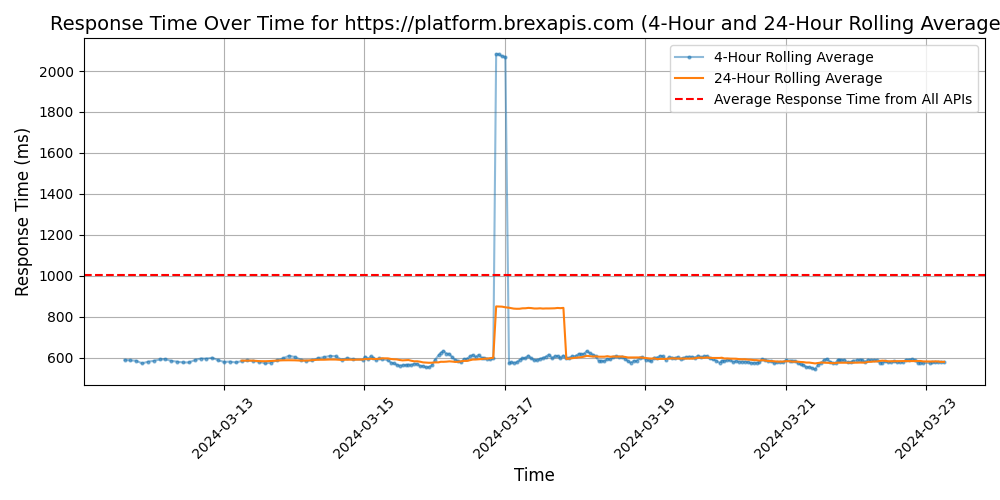 Response Time Over Time for https://platform.brexapis.com (4-Hour and 24-Hour Rolling Average
4-Hour Rolling Average
24-Hour Rolling Average
Average Response Time from All APIs
Response Time (ms)
2000
1800
1600
1400
1200
1000
800
600
2024-03-13
2024-03-15
2024-03-17
2024-03-19
2024-03-21
2024-03-23
Time